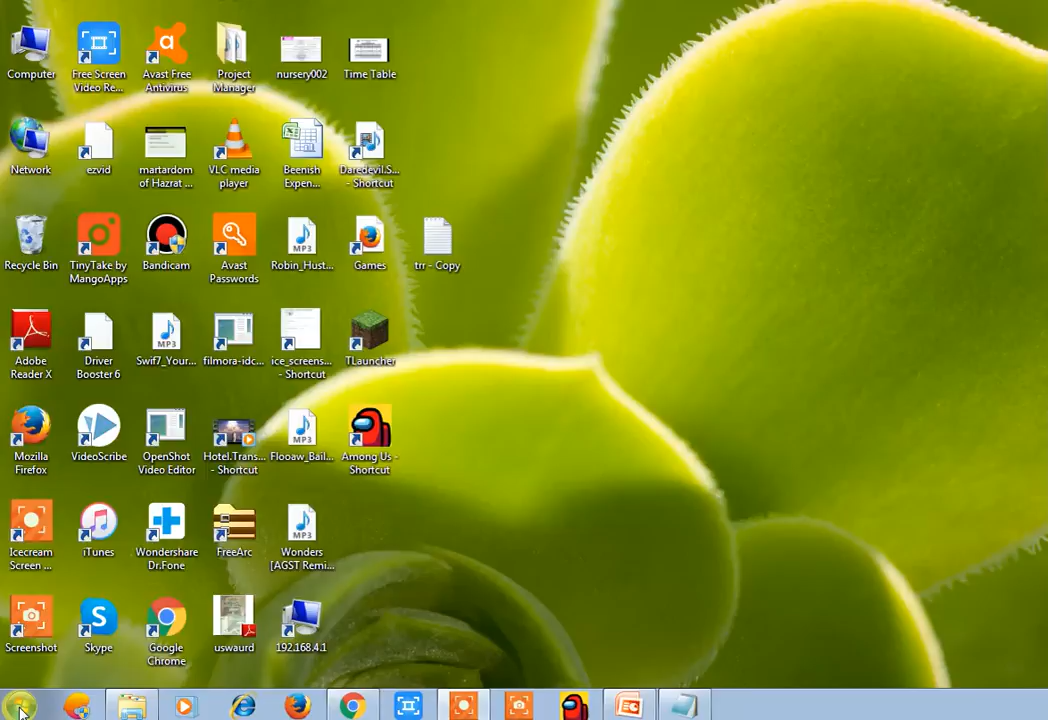 Computer
Free Screen
Video Re...
Avast Free
Antivirus
Project
Manager
nursery002
Time Table
Network
ezvid
martardom
of Hazrat ...
VLC media
player
Beenish
Expen...
Daredevil.S...
- Shortcut
Recycle Bin
TinyTake by
MangoApps
Bandicam
Avast
Passwords
Robin_Hust...
Games
trr - Copy
Adobe
Reader X
Driver
Booster 6
Swif7_Your...
filmora-idc...
ice_screens...
- Shortcut
TLauncher
Mozilla
Firefox
VideoScribe
OpenShot
Video Editor
Hotel.Trans...
- Shortcut
Flooaw_Bail...
Among Us -
Shortcut
Icecream
Screen ...
iTunes
Wondershare
Dr.Fone
FreeArc
Wonders
[AGST Remi...
Screenshot
Skype
Google
Chrome
uswaurd
192.168.4.1